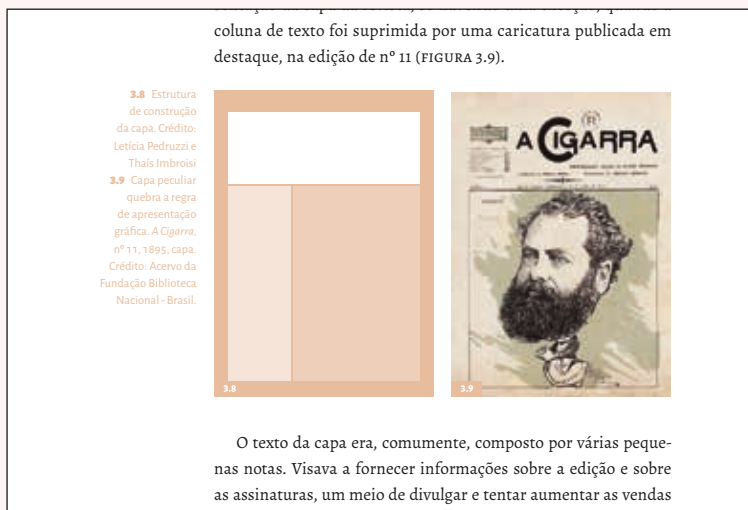 coluna de texto foi suprimida por uma caricatura publicada em
destaque, na edição de nº 11 (FIGURA 3.9).
3.8 Estrutura
de construção
da capa. Crédito:
Letícia Pedruzzi e
Thaís Imbroisi
3.9 Capa peculiar
quebra a regra
de apresentação
gráfica. A Cigarra,
nº 11, 1895, capa.
Crédito: Acervo da
Fundação Biblioteca
Nacional - Brasil.
3.8
A CIGARRA
R
3.9
O texto da capa era, comumente, composto por várias peque-
nas notas. Visava a fornecer informações sobre a edição e sobre
as assinaturas, um meio de divulgar e tentar aumentar as vendas